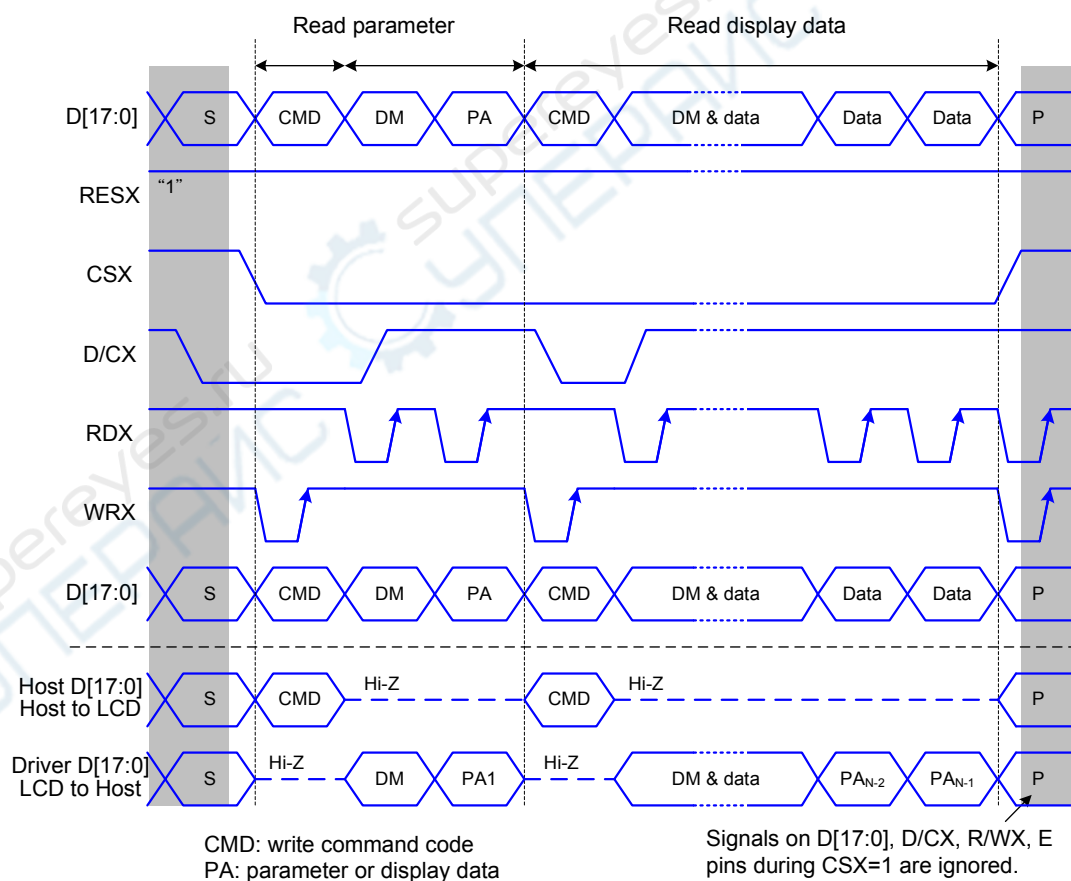 Read parameter Read display data
D[17:0] S CMD DM PA CMD DM & data Data Data P
RESX "1"
CSX
D/CX
RDX
WRX
D[17:0] S CMD DM PA CMD DM & data Data Data P
Host D[17:0] S CMD Hi-Z CMD Hi-Z P
Host to LCD
Driver D[17:0] S Hi-Z DM PA1 Hi-Z DM & data PAN-2 PAN-1 P
LCD to Host
CMD: write command code
PA: parameter or display data
Signals on D[17:0], D/CX, R/WX, E
pins during CSX=1 are ignored.
supereyes.ru
СУПЕРАЙС